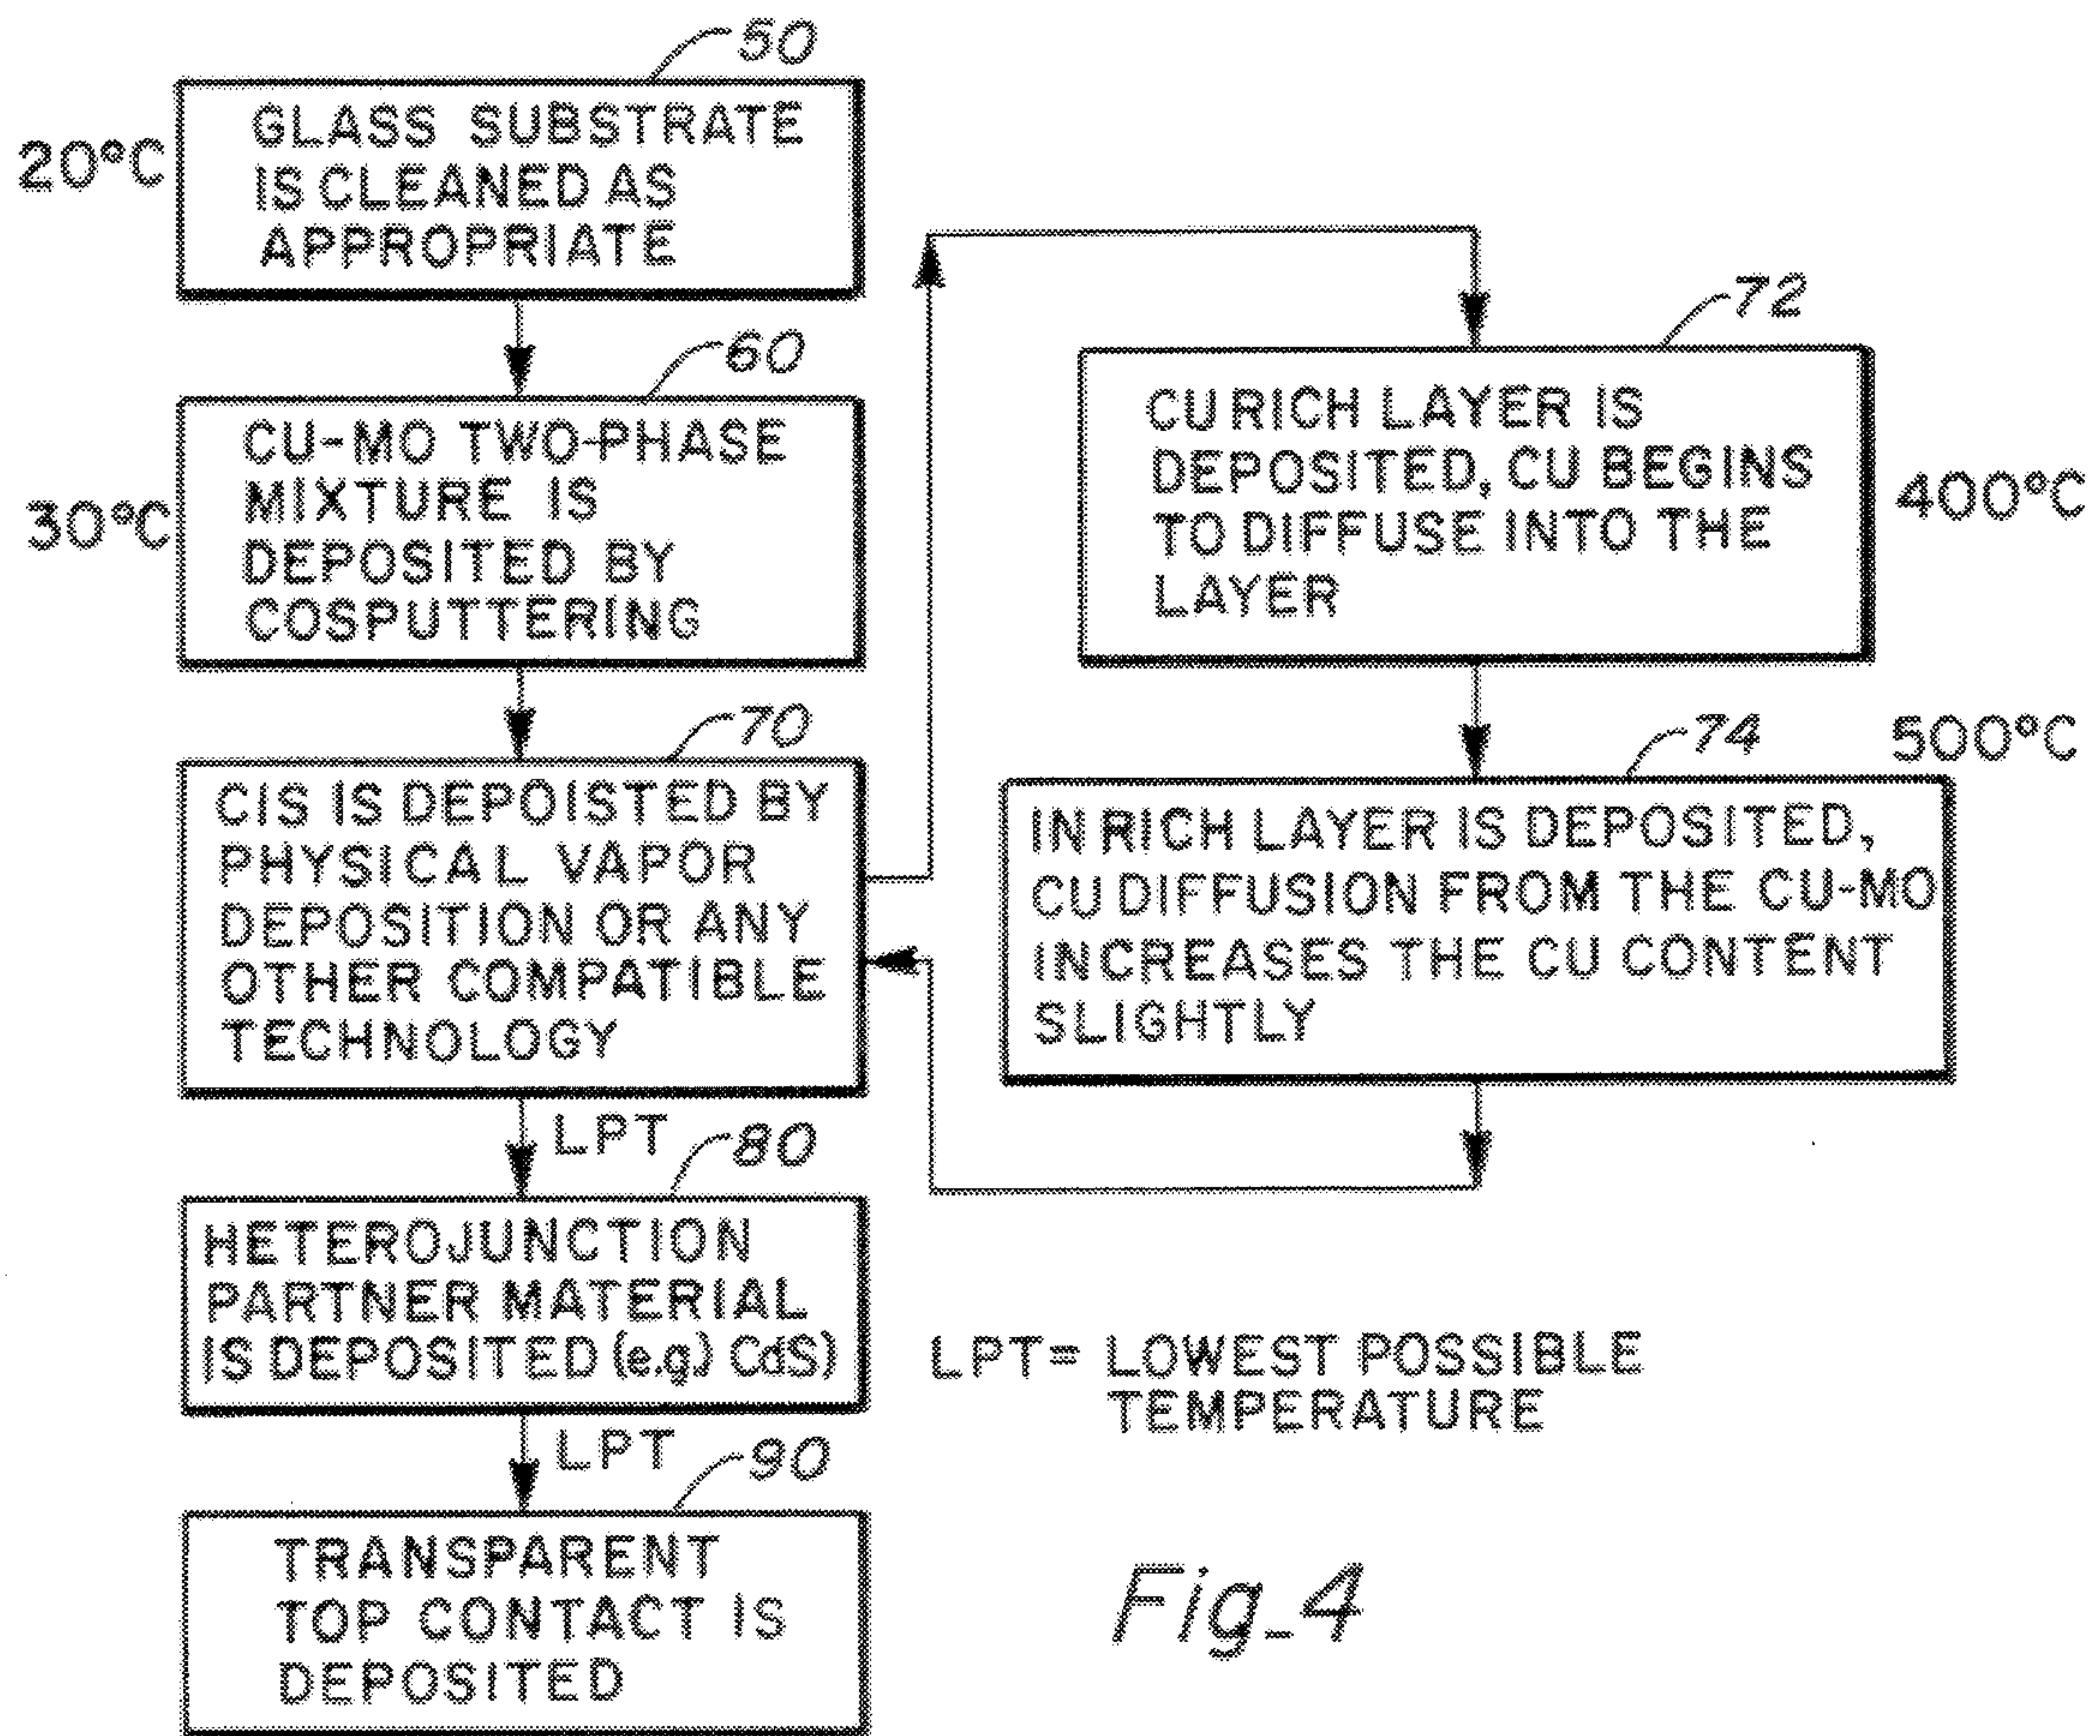 50
20°C
GLASS SUBSTRATE
IS CLEANED AS
APPROPRIATE
60
30°C
CU-MO TWO-PHASE
MIXTURE IS
DEPOSITED BY
COSPUTTERING
70
CIS IS DEPOISTED BY
PHYSICAL VAPOR
DEPOSITION OR ANY
OTHER COMPATIBLE
TECHNOLOGY
72
CU RICH LAYER IS
DEPOSITED, CU BEGINS
TO DIFFUSE INTO THE
LAYER
400°C
74
500°C
IN RICH LAYER IS DEPOSITED,
CU DIFFUSION FROM THE CU-MO
INCREASES THE CU CONTENT
SLIGHTLY
LPT
80
HETEROJUNCTION
PARTNER MATERIAL
IS DEPOSITED (e.g.) CdS)
LPT
90
TRANSPARENT
TOP CONTACT IS
DEPOSITED
LPT= LOWEST POSSIBLE
TEMPERATURE
Fig_4